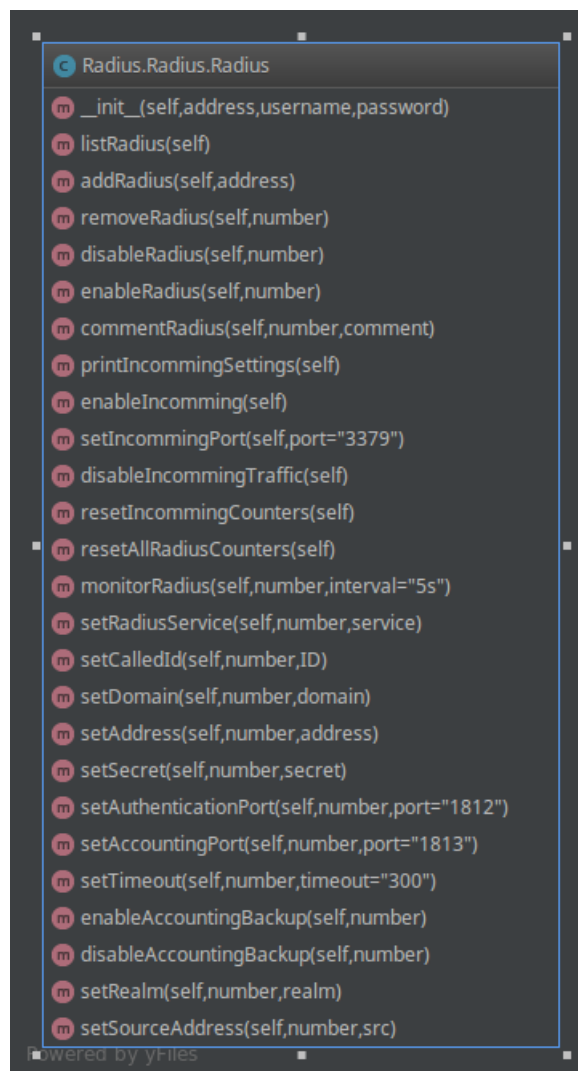 C Radius.Radius.Radius
m __init__(self,address,username,password)
m listRadius(self)
m addRadius(self,address)
m removeRadius(self,number)
m disableRadius(self,number)
m enableRadius(self,number)
m commentRadius(self,number,comment)
m printIncommingSettings(self)
m enableIncomming(self)
m setIncommingPort(self,port="3379")
m disableIncommingTraffic(self)
m resetIncommingCounters(self)
m resetAllRadiusCounters(self)
m monitorRadius(self,number,interval="5s")
m setRadiusService(self,number,service)
m setCalledId(self,number,ID)
m setDomain(self,number,domain)
m setAddress(self,number,address)
m setSecret(self,number,secret)
m setAuthenticationPort(self,number,port="1812")
m setAccountingPort(self,number,port="1813")
m setTimeout(self,number,timeout="300")
m enableAccountingBackup(self,number)
m disableAccountingBackup(self,number)
m setRealm(self,number,realm)
m setSourceAddress(self,number,src)
Powered by yFiles